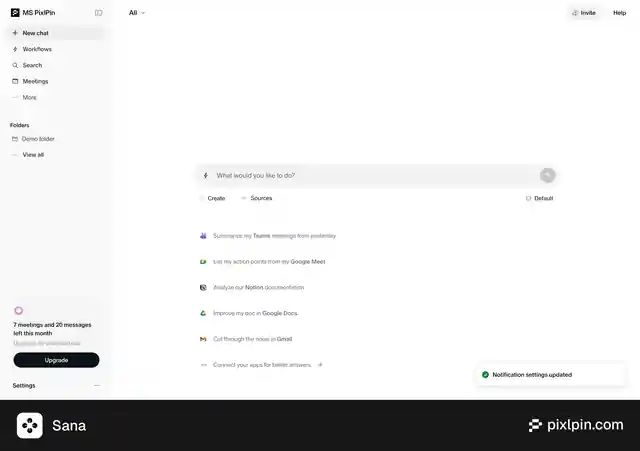 MS PixlPin
New chat
Workflows
Search
Meetings
More
Folders
Demo folder
View all
7 meetings and 20 messages
left this month
Upgrade
Settings
All
Invite
Help
What would you like to do?
Create
Sources
Default
Summarize my Teams meetings from yesterday
List my action points from my Google Meet
Analyze our Notion documentation
Improve my doc in Google Docs
Cut through the noise in Gmail
Connect your apps for better answers
Notification settings updated
Sana
pixlpin.com